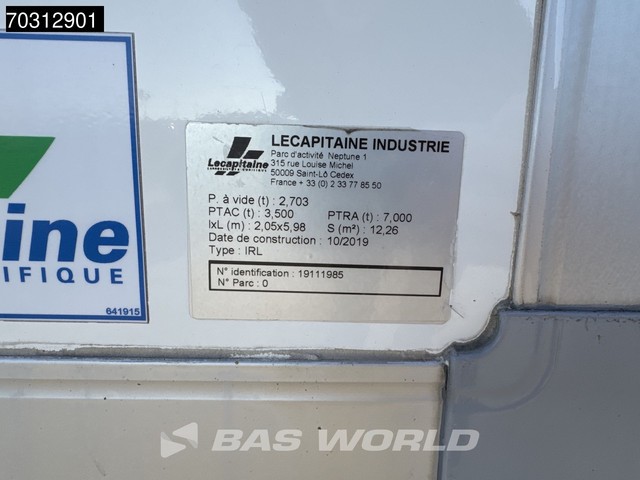 70312901
aine
IFIQUE
641915
Lecapitaine
LECAPITAINE INDUSTRIE
Parc d'activité Neptune 1
315 rue Louise Michel
50009 Saint-Lô Cedex
France + 33 (0) 2 33 77 85 50
P. à vide (t) : 2,703
PTAC (t) : 3,500 PTRA (t) : 7,000
lxL (m) : 2,05x5,98 S (m²) : 12,26
Date de construction : 10/2019
Type : IRL
N° identification : 19111985
N° Parc : 0
BAS WORLD